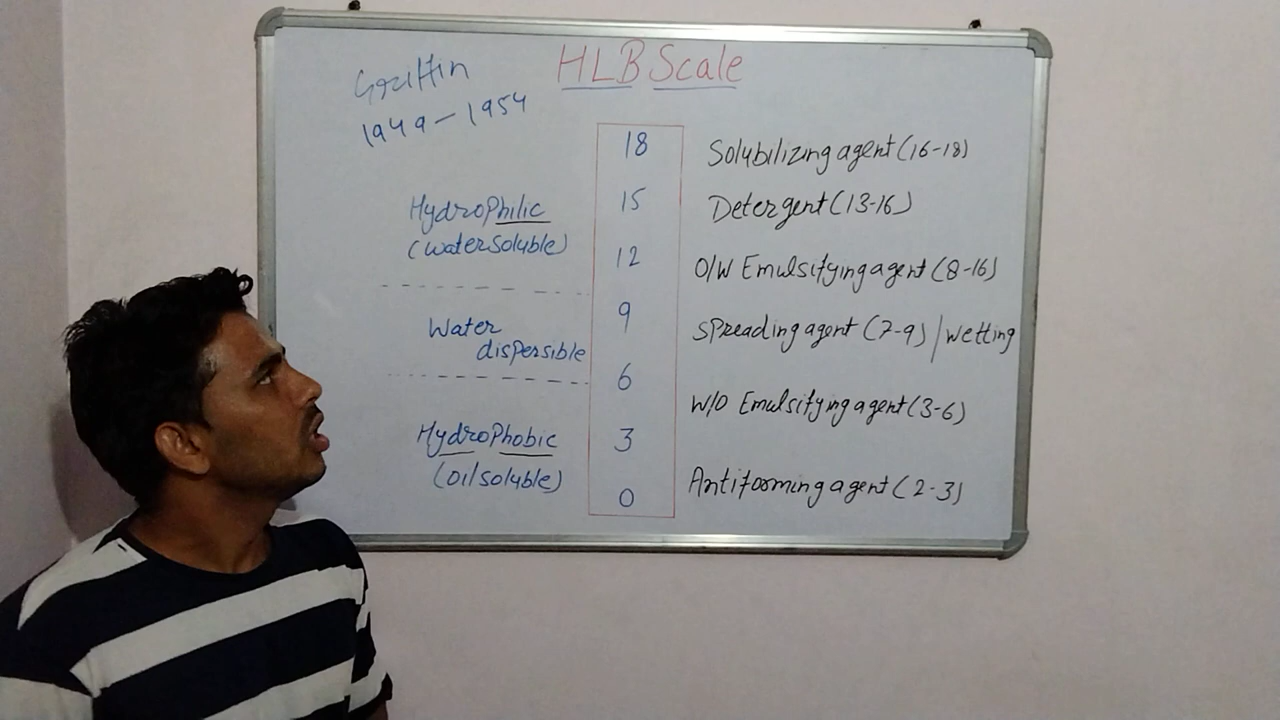 HLB Scale
Griffin
1949-1954
18
15
12
9
6
3
0
HydroPhilic
(Water soluble)
Water
dispersible
HydroPhobic
(oil soluble)
Solubilizing agent (16-18)
Detergent (13-16)
O/W Emulsifying agent (8-16)
Spreading agent (7-9) / Wetting
W/O Emulsifying agent (3-6)
Antiforming agent (2-3)